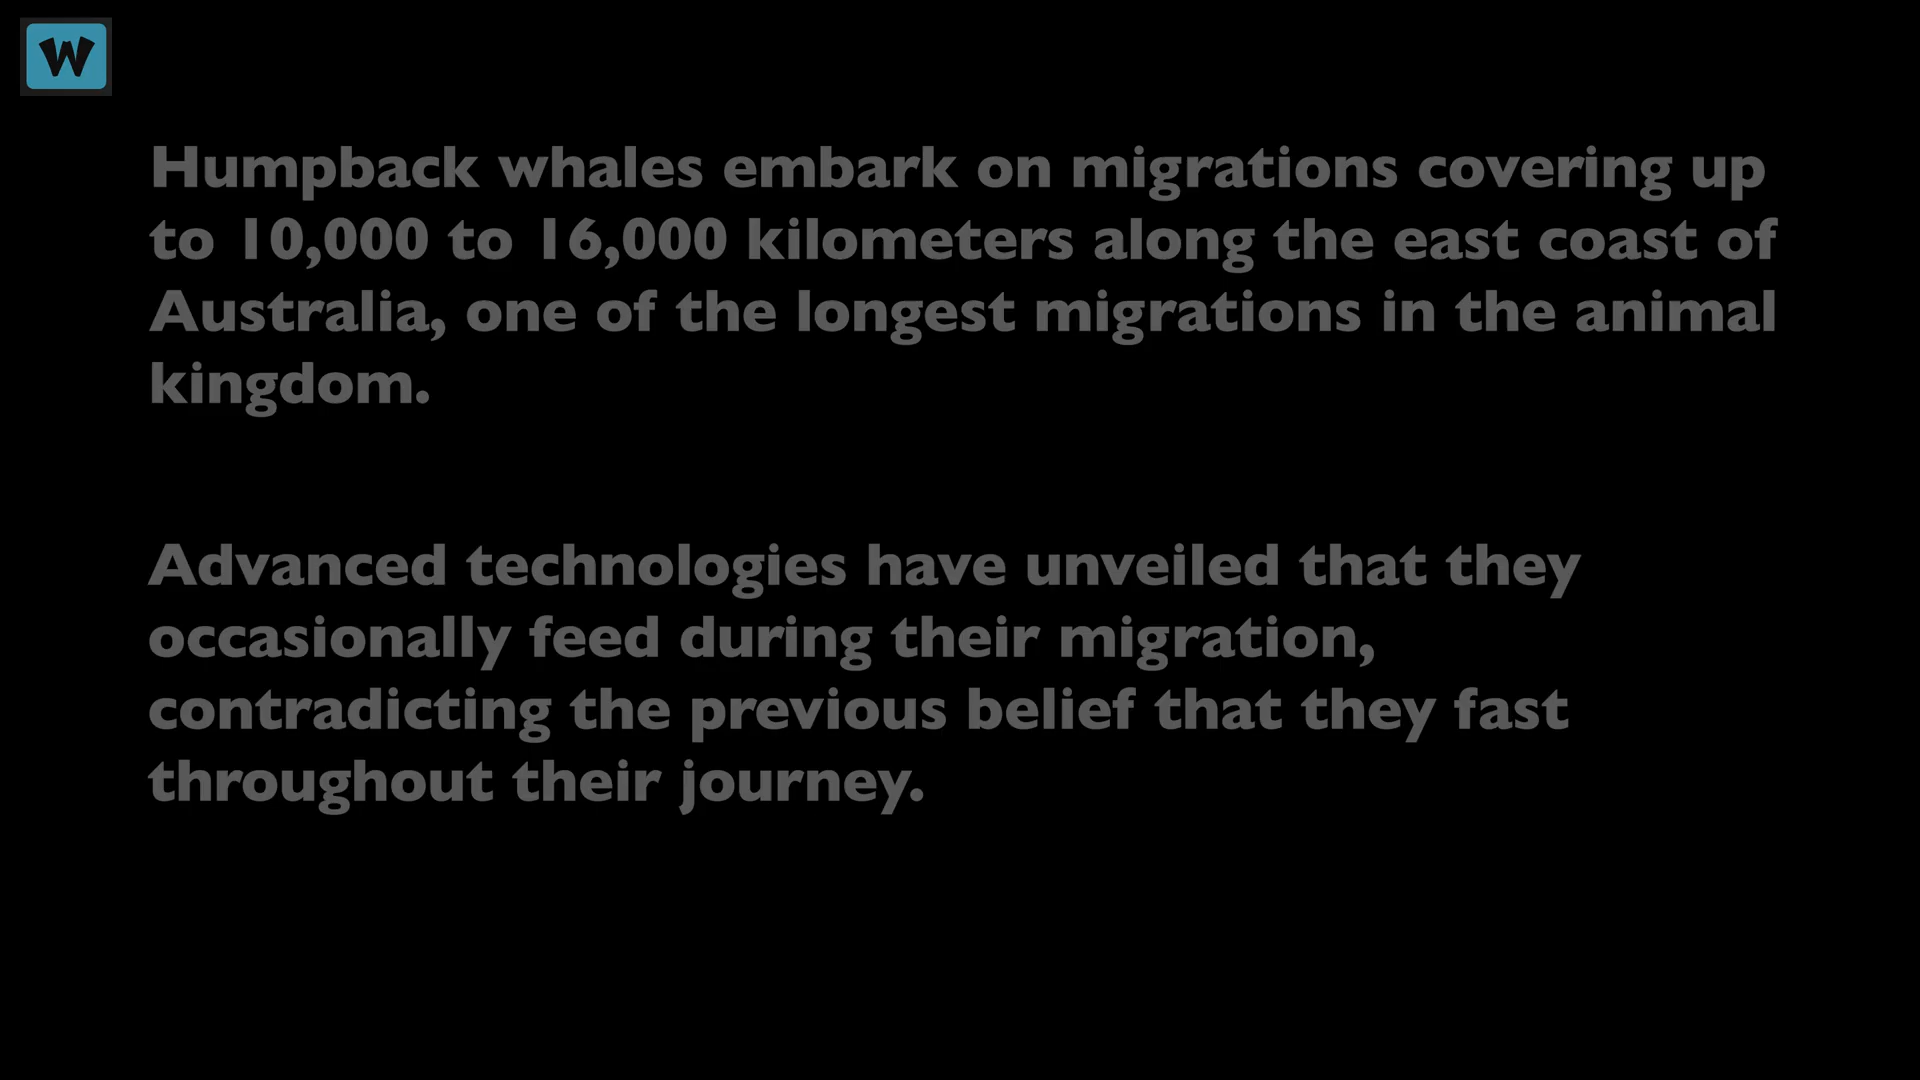 W
Humpback whales embark on migrations covering up
to 10,000 to 16,000 kilometers along the east coast of
Australia, one of the longest migrations in the animal
kingdom.
Advanced technologies have unveiled that they
occasionally feed during their migration,
contradicting the previous belief that they fast
throughout their journey.